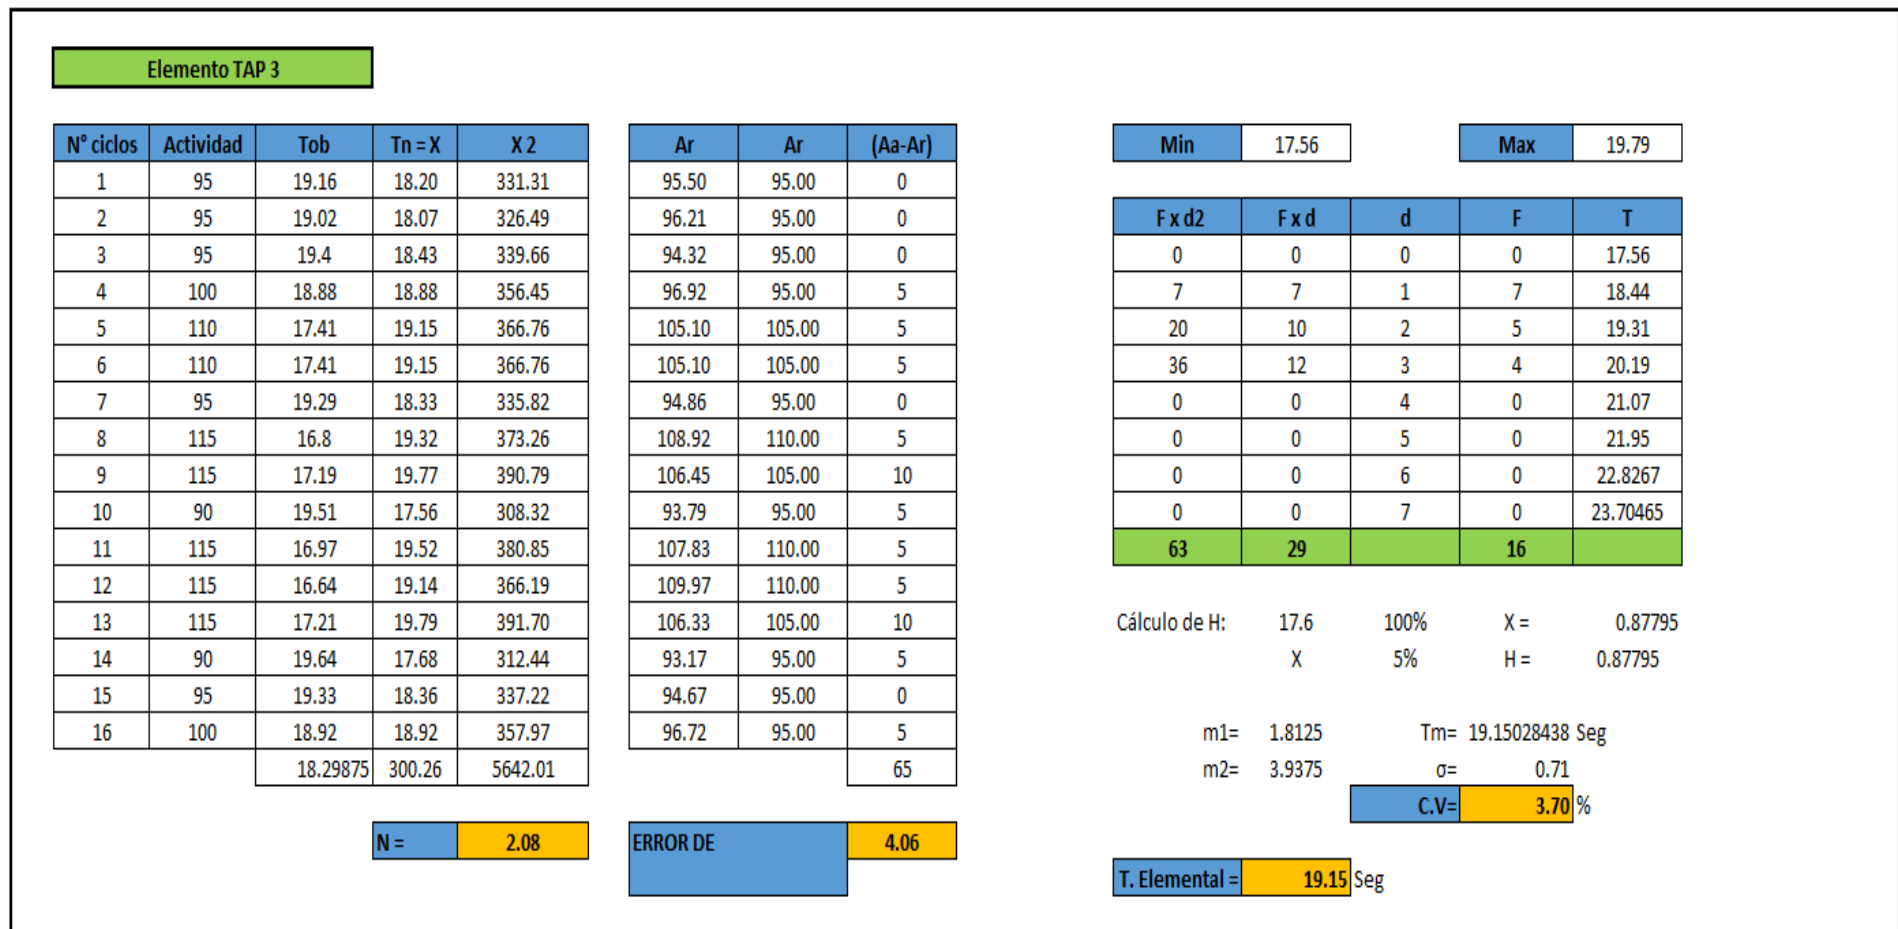 Elemento TAP 3
N° ciclos Actividad Tob Tn = X X 2 Ar Ar (Aa-Ar) Min 17.56 Max 19.79
1 95 19.16 18.20 331.31 95.50 95.00 0
2 95 19.02 18.07 326.49 96.21 95.00 0 F x d2 F x d d F T
3 95 19.4 18.43 339.66 94.32 95.00 0 0 0 0 0 17.56
4 100 18.88 18.88 356.45 96.92 95.00 5 7 7 1 7 18.44
5 110 17.41 19.15 366.76 105.10 105.00 5 20 10 2 5 19.31
6 110 17.41 19.15 366.76 105.10 105.00 5 36 12 3 4 20.19
7 95 19.29 18.33 335.82 94.86 95.00 0 0 0 4 0 21.07
8 115 16.8 19.32 373.26 108.92 110.00 5 0 0 5 0 21.95
9 115 17.19 19.77 390.79 106.45 105.00 10 0 0 6 0 22.8267
10 90 19.51 17.56 308.32 93.79 95.00 5 0 0 7 0 23.70465
11 115 16.97 19.52 380.85 107.83 110.00 5 63 29 16
12 115 16.64 19.14 366.19 109.97 110.00 5
13 115 17.21 19.79 391.70 106.33 105.00 10 Cálculo de H: 17.6 100% X = 0.87795
14 90 19.64 17.68 312.44 93.17 95.00 5 X 5% H = 0.87795
15 95 19.33 18.36 337.22 94.67 95.00 0
16 100 18.92 18.92 357.97 96.72 95.00 5 m1= 1.8125 Tm= 19.15028438 Seg
18.29875 300.26 5642.01 65 m2= 3.9375 σ= 0.71
C.V= 3.70 %
N = 2.08 ERROR DE 4.06
T. Elemental = 19.15 Seg